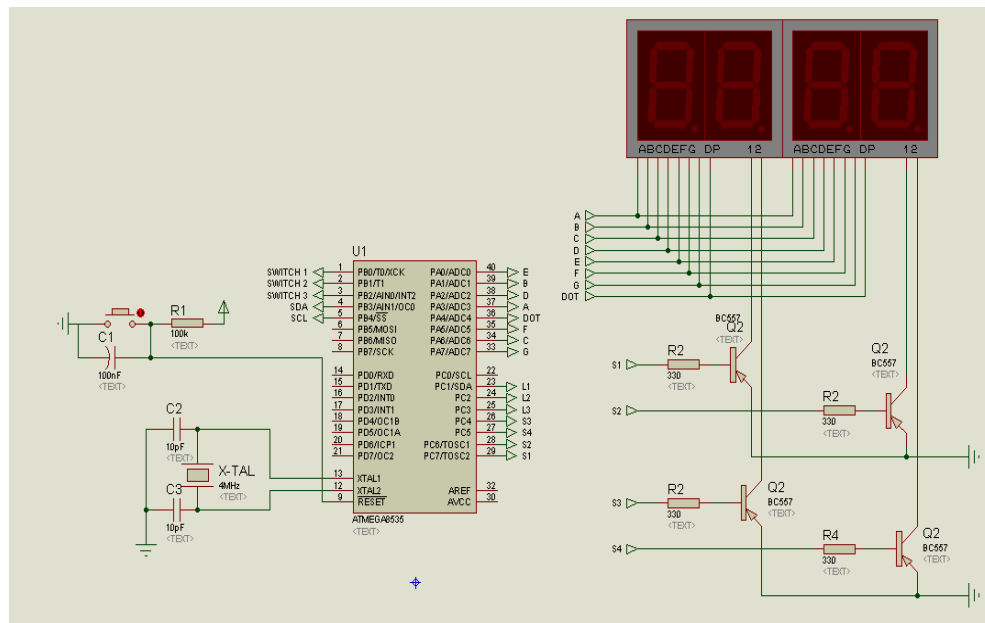 ABCDEFG DP 12
ABCDEFG DP 12
A
B
C
D
E
F
G
DOT
U1
SWITCH 1
SWITCH 2
SWITCH 3
SDA
SCL
1 PB0/T0/XCK
2 PB1/T1
3 PB2/AIN0/INT2
4 PB3/AIN1/OC0
5 PB4/SS
6 PB5/MOSI
7 PB6/MISO
8 PB7/SCK
14 PD0/RXD
15 PD1/TXD
16 PD2/INT0
17 PD3/INT1
18 PD4/OC1B
19 PD5/OC1A
20 PD6/ICP1
21 PD7/OC2
13 XTAL1
12 XTAL2
9 RESET
PA0/ADC0 40 E
PA1/ADC1 39 B
PA2/ADC2 38 D
PA3/ADC3 37 A
PA4/ADC4 36 DOT
PA5/ADC5 35 F
PA6/ADC6 34 C
PA7/ADC7 33 G
PC0/SCL 22
PC1/SDA 23 L1
PC2 24 L2
PC3 25 L3
PC4 26 S3
PC5 27 S4
PC6/TOSC1 28 S2
PC7/TOSC2 29 S1
AREF 32
AVCC 30
ATMEGA8535
<TEXT>
R1
100k
<TEXT>
C1
100nF
<TEXT>
C2
10pF
<TEXT>
X-TAL
4MHz
<TEXT>
C3
10pF
<TEXT>
BC557
Q2
<TEXT>
S1
R2
330
<TEXT>
Q2
BC557
<TEXT>
S2
R2
330
<TEXT>
Q2
BC557
<TEXT>
S3
R2
330
<TEXT>
Q2
BC557
<TEXT>
S4
R4
330
<TEXT>